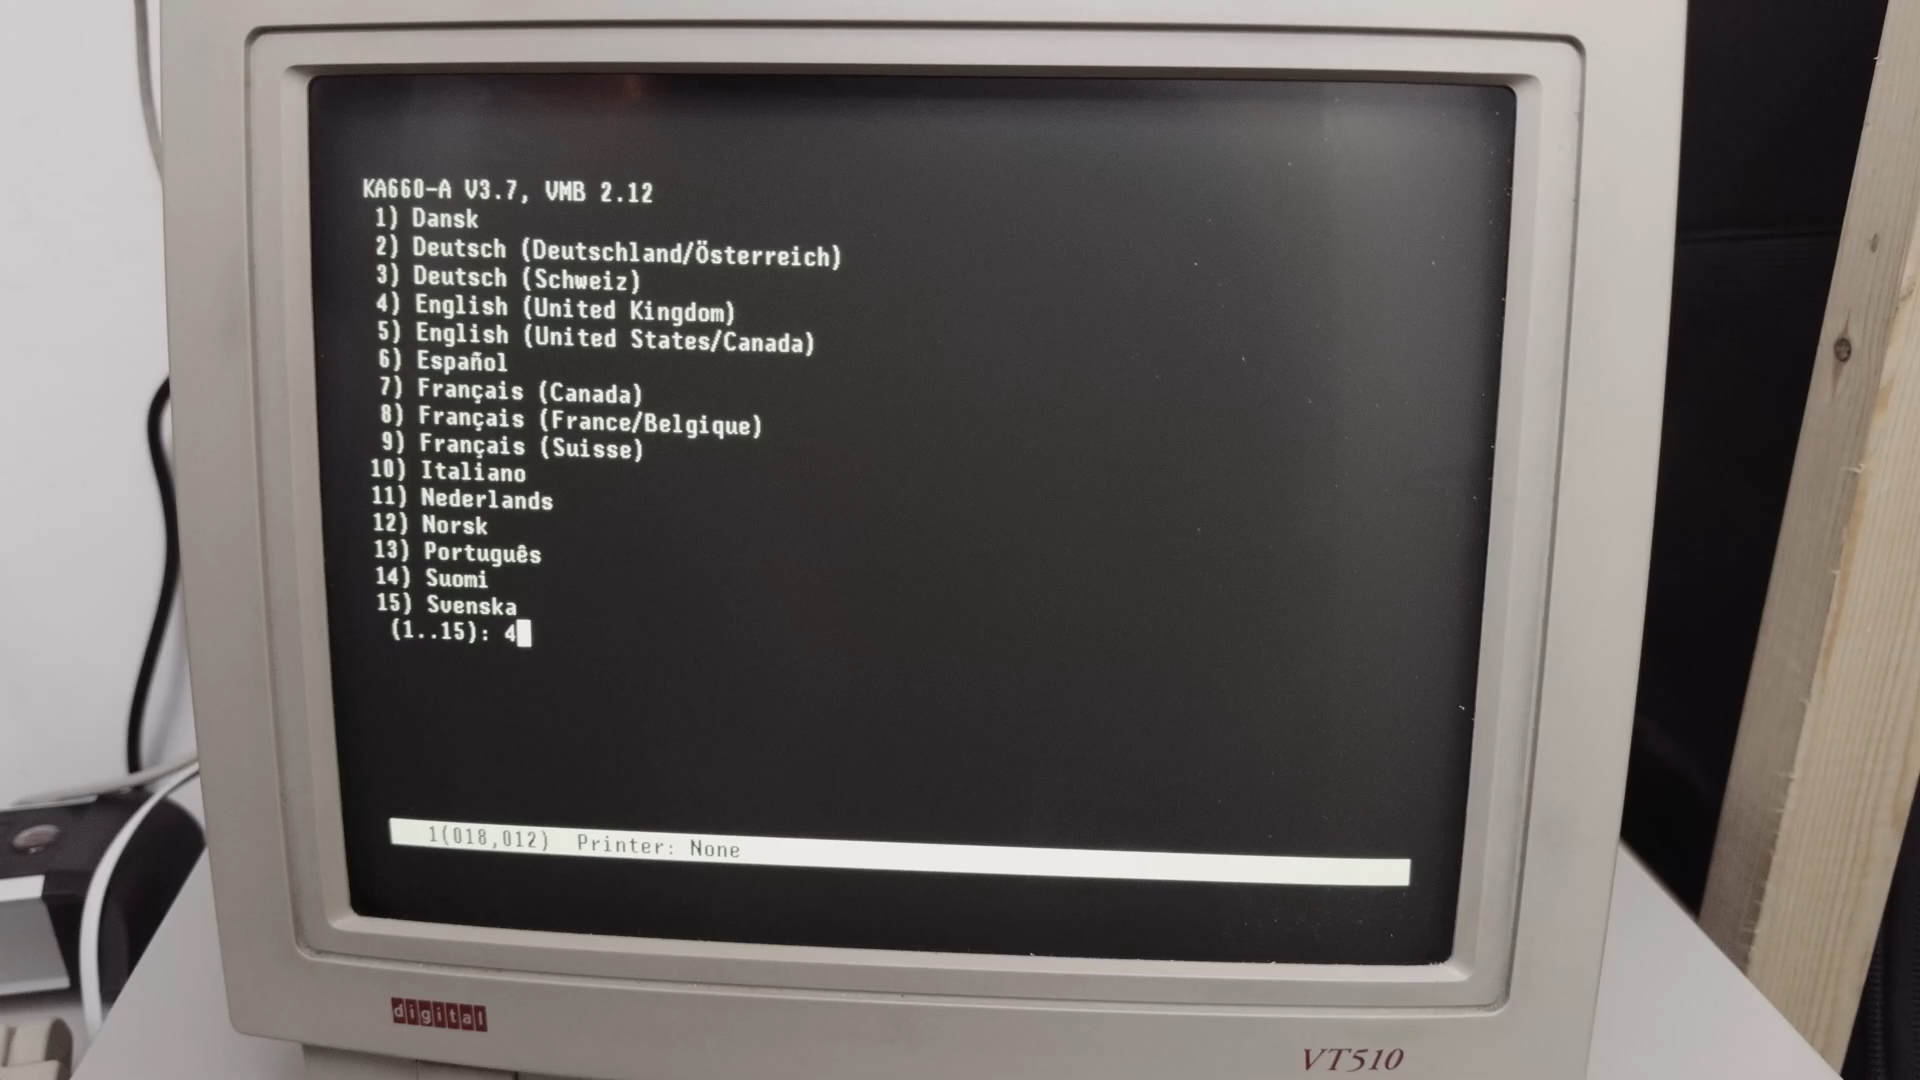 KA660-A V3.7, VMB 2.12
1) Dansk
2) Deutsch (Deutschland/Österreich)
3) Deutsch (Schweiz)
4) English (United Kingdom)
5) English (United States/Canada)
6) Español
7) Français (Canada)
8) Français (France/Belgique)
9) Français (Suisse)
10) Italiano
11) Nederlands
12) Norsk
13) Português
14) Suomi
15) Svenska
(1..15): 4
1(018,012) Printer: None
digital
VT510